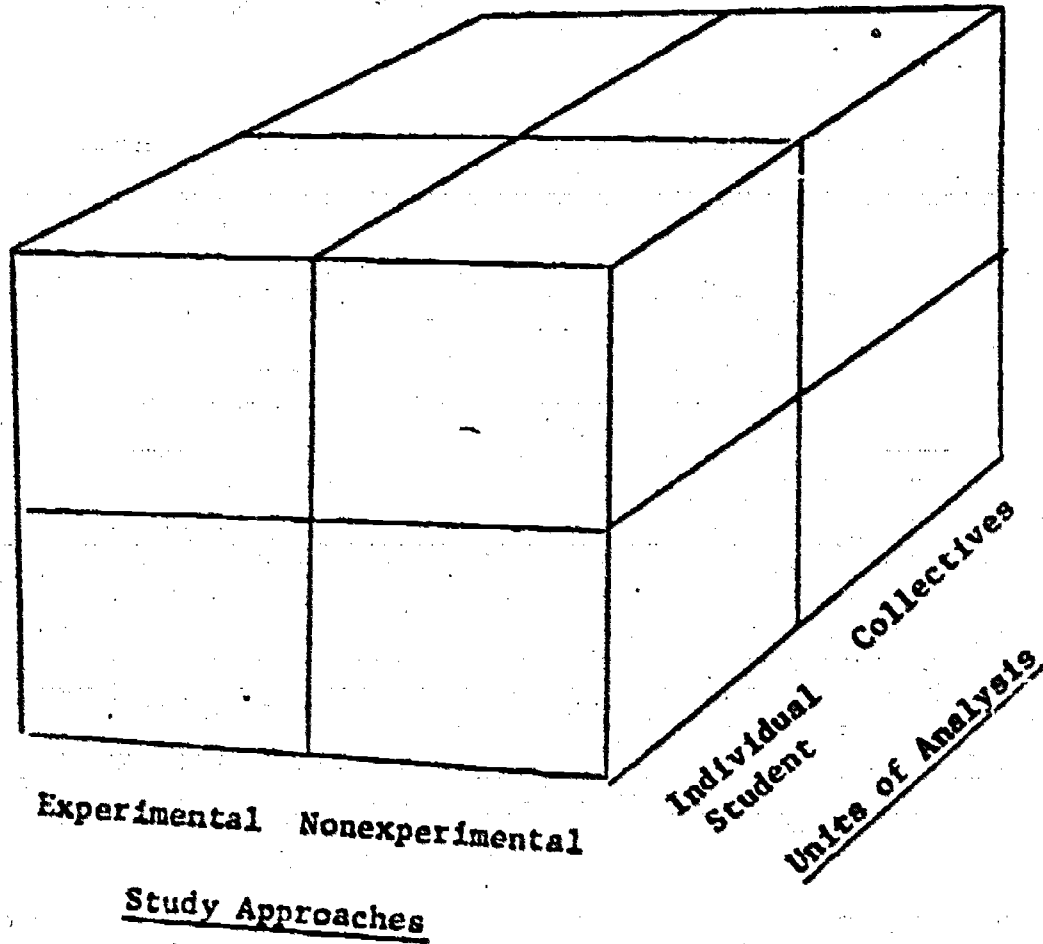 Experimental Nonexperimental
Study Approaches
Individual
Student
Collectives
Units of Analysis